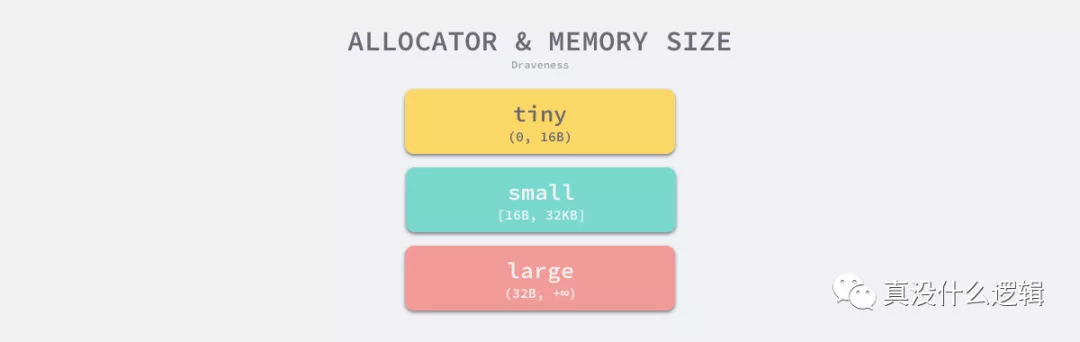 ALLOCATOR & MEMORY SIZE
Draveness
tiny
(0, 16B)
small
[16B, 32KB]
large
(32B, +∞)
真没什么逻辑